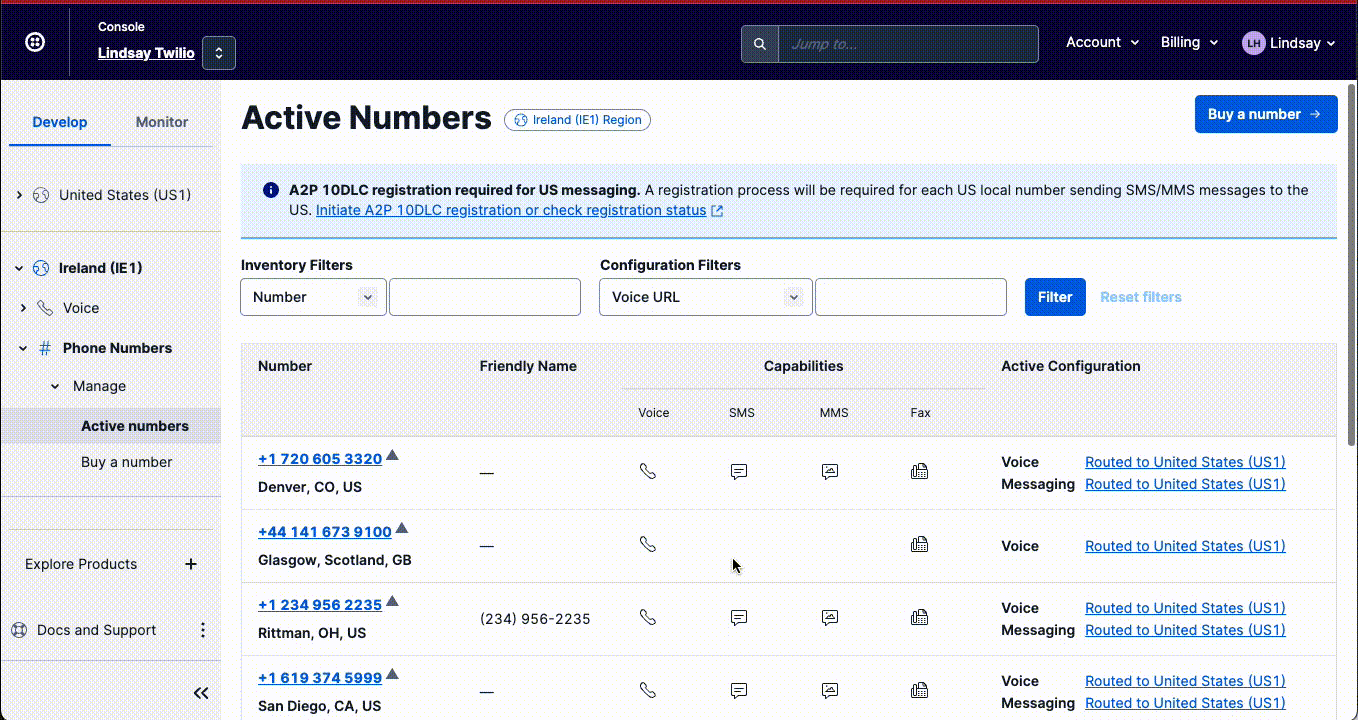 Console
Lindsay Twilio
Jump to...
Account
Billing
LH Lindsay
Develop
Monitor
United States (US1)
Ireland (IE1)
Voice
# Phone Numbers
Manage
Active numbers
Buy a number
Explore Products +
Docs and Support
Active Numbers
Ireland (IE1) Region
Buy a number →
A2P 10DLC registration required for US messaging. A registration process will be required for each US local number sending SMS/MMS messages to the
US. Initiate A2P 10DLC registration or check registration status
Inventory Filters
Configuration Filters
Number
Voice URL
Filter
Reset filters
Number Friendly Name Capabilities Active Configuration
Voice SMS MMS Fax
+1 720 605 3320
Denver, CO, US
—
Voice Routed to United States (US1)
Messaging Routed to United States (US1)
+44 141 673 9100
Glasgow, Scotland, GB
—
Voice Routed to United States (US1)
+1 234 956 2235
Rittman, OH, US
(234) 956-2235
Voice Routed to United States (US1)
Messaging Routed to United States (US1)
+1 619 374 5999
San Diego, CA, US
—
Voice Routed to United States (US1)
Messaging Routed to United States (US1)